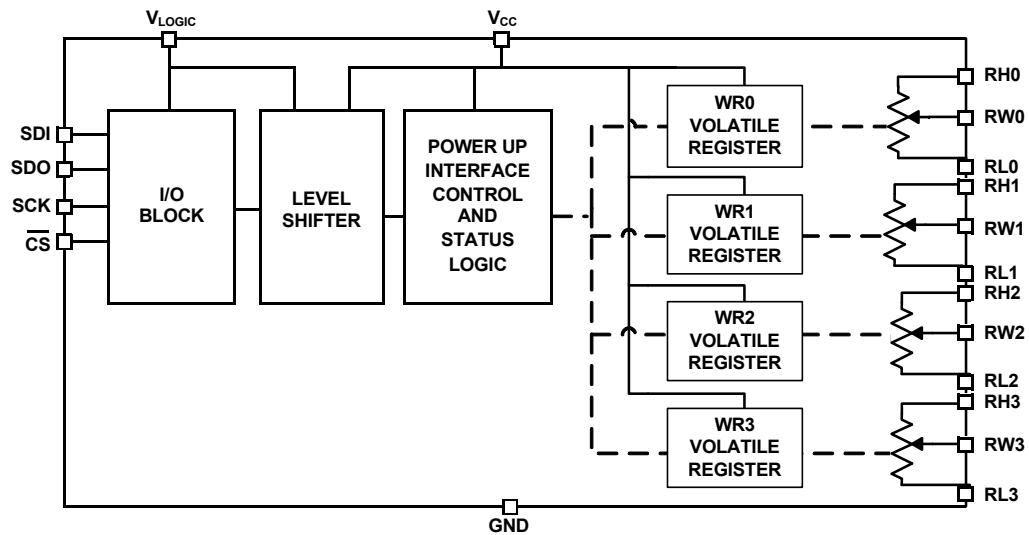 VLOGIC
VCC
SDI
SDO
SCK
CS
I/O
BLOCK
LEVEL
SHIFTER
POWER UP
INTERFACE
CONTROL
AND
STATUS
LOGIC
WR0
VOLATILE
REGISTER
WR1
VOLATILE
REGISTER
WR2
VOLATILE
REGISTER
WR3
VOLATILE
REGISTER
RH0
RW0
RL0
RH1
RW1
RL1
RH2
RW2
RL2
RH3
RW3
RL3
GND